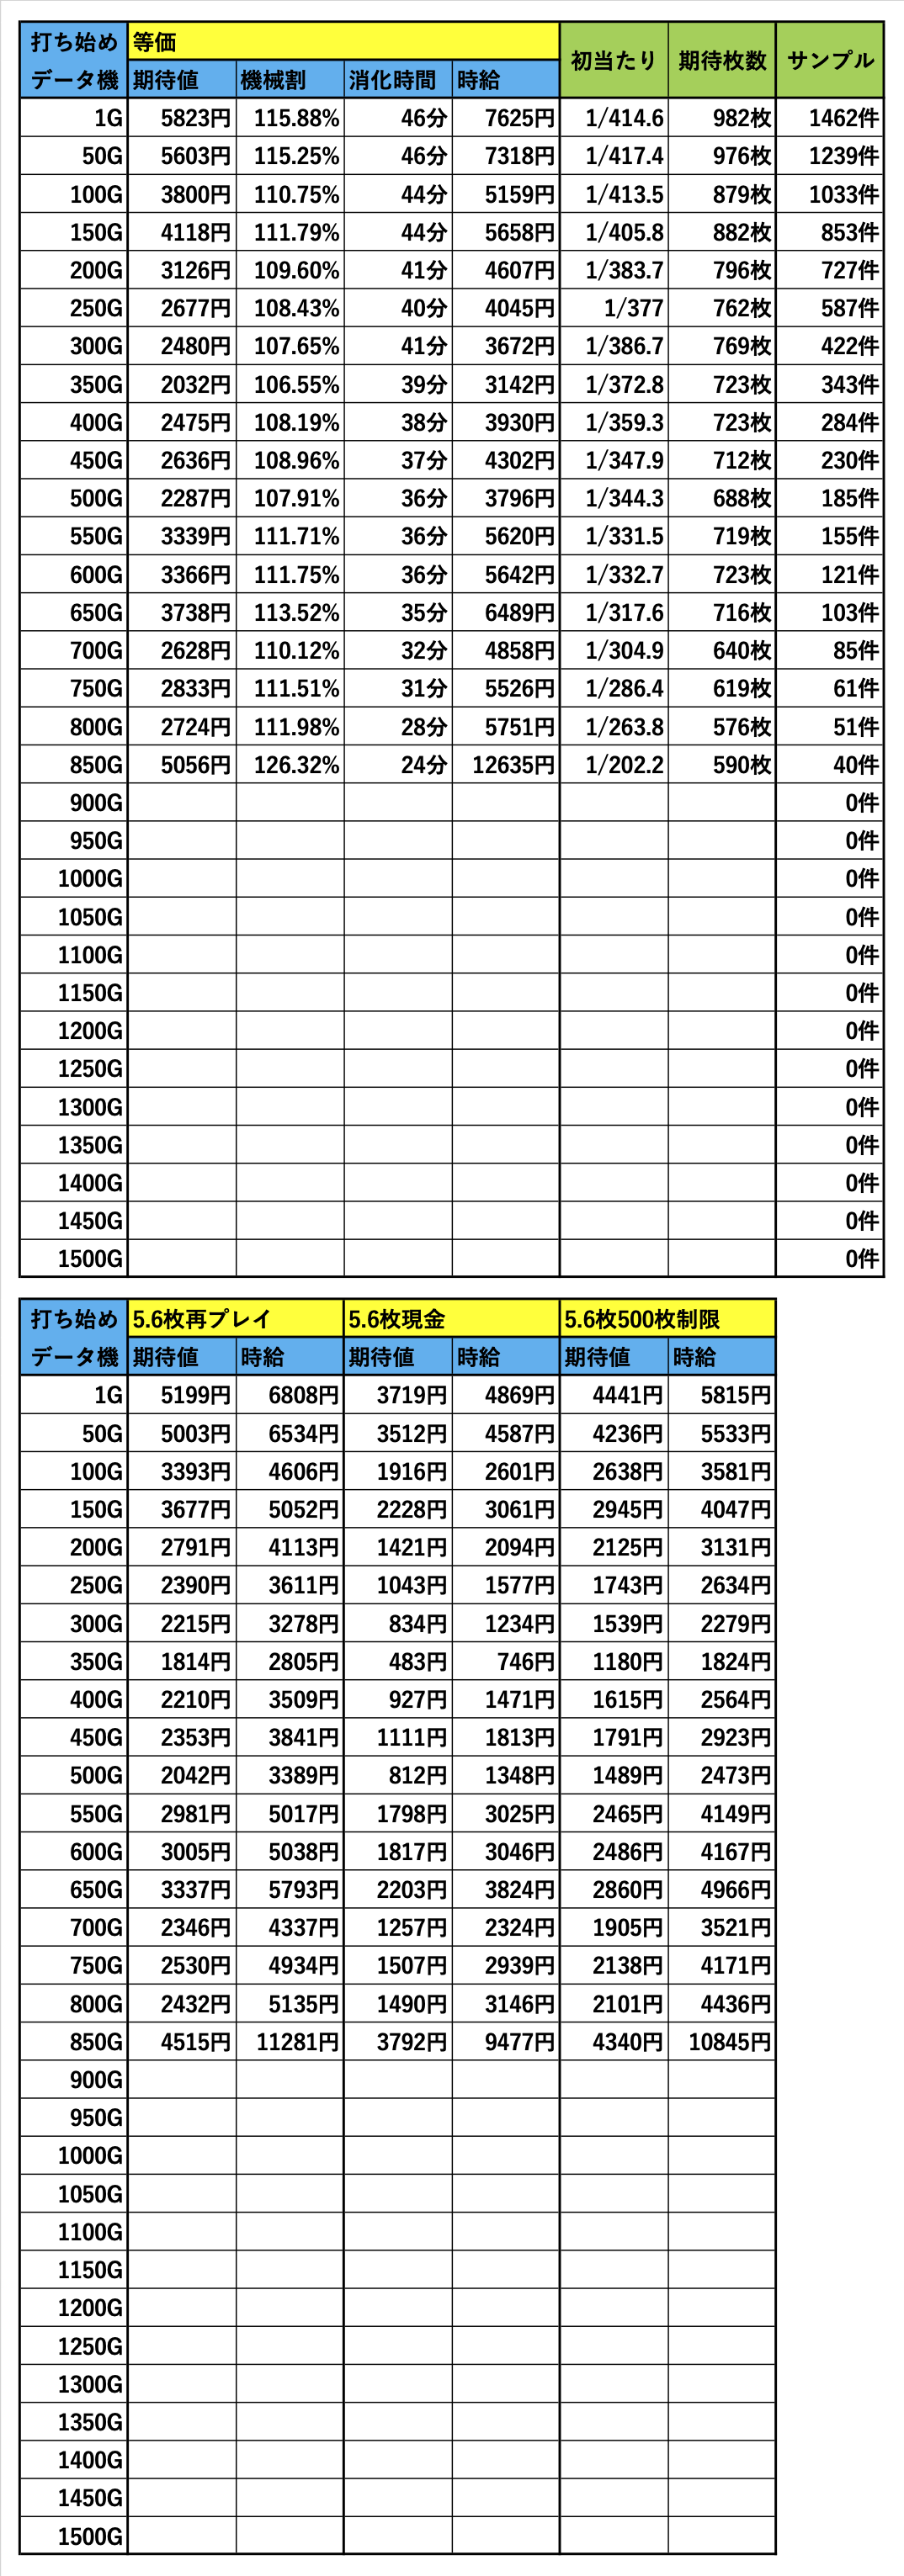 打ち始め 等価 初当たり 期待枚数 サンプル
データ機 期待値 機械割 消化時間 時給
1G 5823円 115.88% 46分 7625円 1/414.6 982枚 1462件
50G 5603円 115.25% 46分 7318円 1/417.4 976枚 1239件
100G 3800円 110.75% 44分 5159円 1/413.5 879枚 1033件
150G 4118円 111.79% 44分 5658円 1/405.8 882枚 853件
200G 3126円 109.60% 41分 4607円 1/383.7 796枚 727件
250G 2677円 108.43% 40分 4045円 1/377 762枚 587件
300G 2480円 107.65% 41分 3672円 1/386.7 769枚 422件
350G 2032円 106.55% 39分 3142円 1/372.8 723枚 343件
400G 2475円 108.19% 38分 3930円 1/359.3 723枚 284件
450G 2636円 108.96% 37分 4302円 1/347.9 712枚 230件
500G 2287円 107.91% 36分 3796円 1/344.3 688枚 185件
550G 3339円 111.71% 36分 5620円 1/331.5 719枚 155件
600G 3366円 111.75% 36分 5642円 1/332.7 723枚 121件
650G 3738円 113.52% 35分 6489円 1/317.6 716枚 103件
700G 2628円 110.12% 32分 4858円 1/304.9 640枚 85件
750G 2833円 111.51% 31分 5526円 1/286.4 619枚 61件
800G 2724円 111.98% 28分 5751円 1/263.8 576枚 51件
850G 5056円 126.32% 24分 12635円 1/202.2 590枚 40件
900G 0件
950G 0件
1000G 0件
1050G 0件
1100G 0件
1150G 0件
1200G 0件
1250G 0件
1300G 0件
1350G 0件
1400G 0件
1450G 0件
1500G 0件
打ち始め 5.6枚再プレイ 5.6枚現金 5.6枚500枚制限
データ機 期待値 時給 期待値 時給 期待値 時給
1G 5199円 6808円 3719円 4869円 4441円 5815円
50G 5003円 6534円 3512円 4587円 4236円 5533円
100G 3393円 4606円 1916円 2601円 2638円 3581円
150G 3677円 5052円 2228円 3061円 2945円 4047円
200G 2791円 4113円 1421円 2094円 2125円 3131円
250G 2390円 3611円 1043円 1577円 1743円 2634円
300G 2215円 3278円 834円 1234円 1539円 2279円
350G 1814円 2805円 483円 746円 1180円 1824円
400G 2210円 3509円 927円 1471円 1615円 2564円
450G 2353円 3841円 1111円 1813円 1791円 2923円
500G 2042円 3389円 812円 1348円 1489円 2473円
550G 2981円 5017円 1798円 3025円 2465円 4149円
600G 3005円 5038円 1817円 3046円 2486円 4167円
650G 3337円 5793円 2203円 3824円 2860円 4966円
700G 2346円 4337円 1257円 2324円 1905円 3521円
750G 2530円 4934円 1507円 2939円 2138円 4171円
800G 2432円 5135円 1490円 3146円 2101円 4436円
850G 4515円 11281円 3792円 9477円 4340円 10845円
900G
950G
1000G
1050G
1100G
1150G
1200G
1250G
1300G
1350G
1400G
1450G
1500G